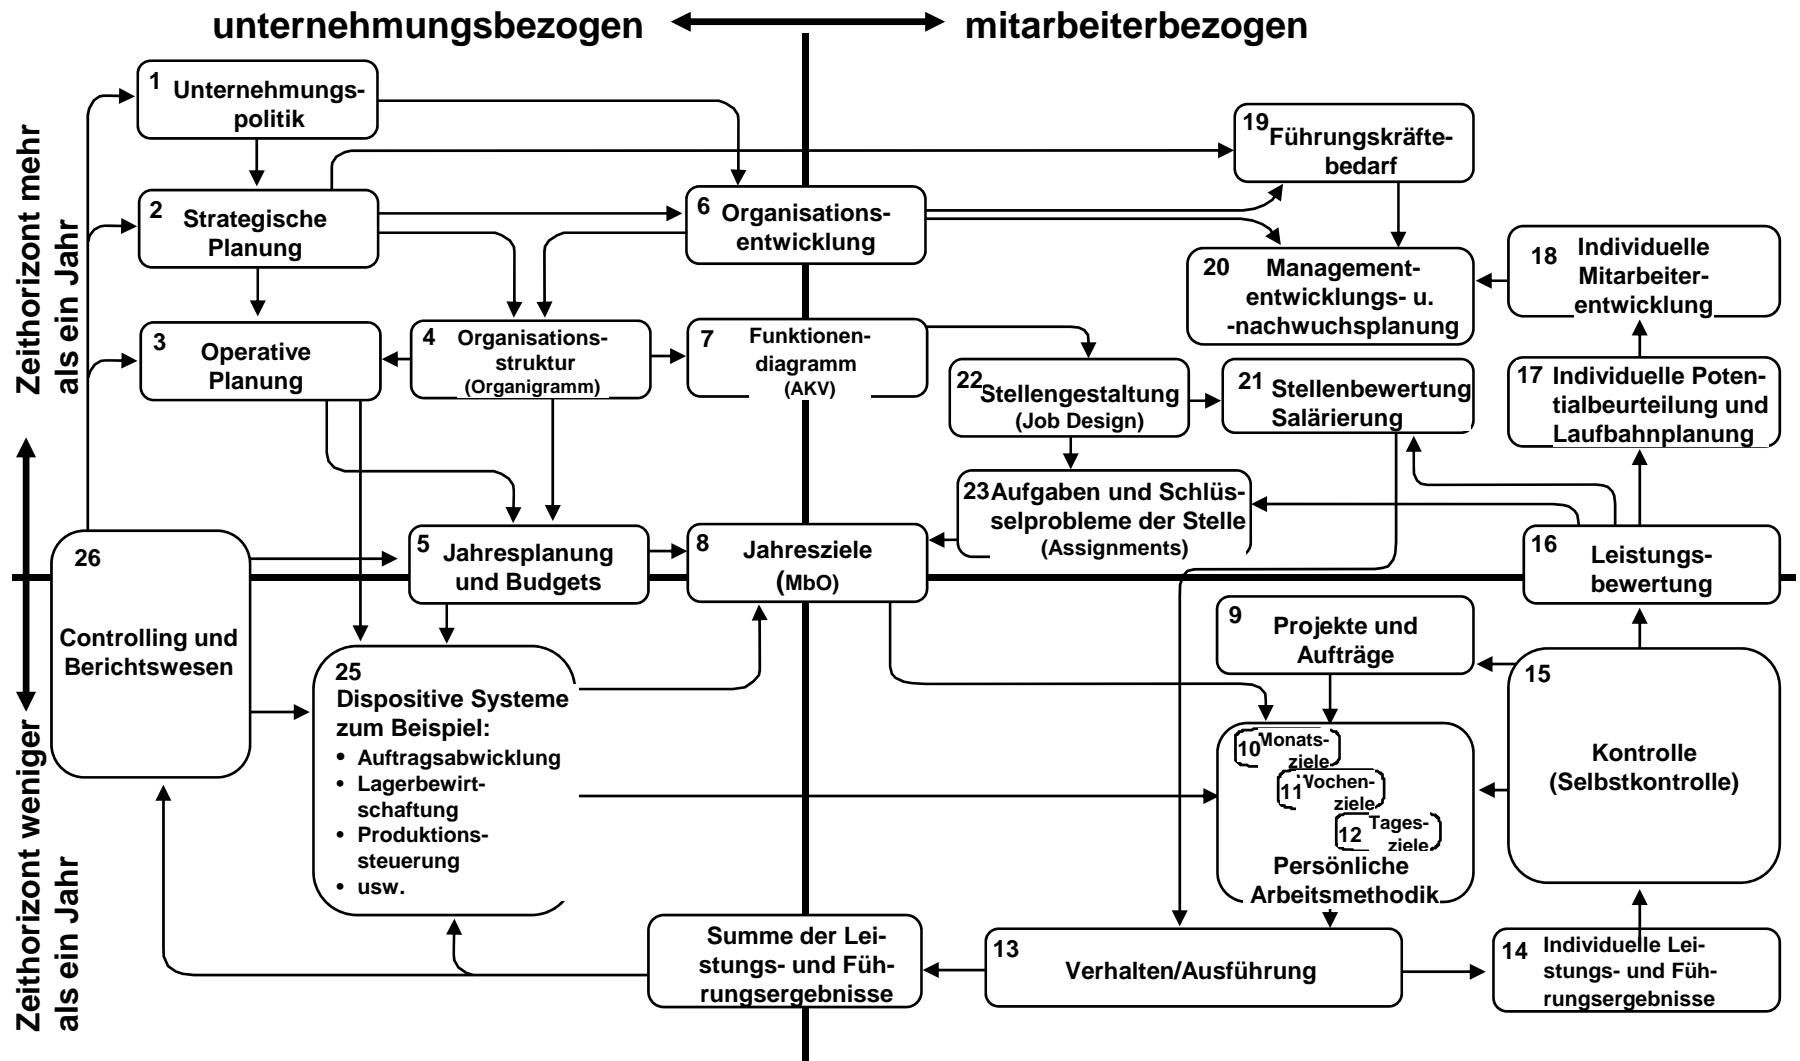 unternehmungsbezogen
mitarbeiterbezogen
Zeithorizont mehr
als ein Jahr
Zeithorizont weniger
als ein Jahr
1 Unternehmungs-
politik
2 Strategische
Planung
3 Operative
Planung
4 Organisations-
struktur
(Organigramm)
6 Organisations-
entwicklung
7 Funktionen-
diagramm
(AKV)
19 Führungskräfte-
bedarf
20 Management-
entwicklungs- u.
-nachwuchsplanung
18 Individuelle
Mitarbeiter-
entwicklung
22 Stellengestaltung
(Job Design)
21 Stellenbewertung
Salärierung
17 Individuelle Poten-
tialbeurteilung und
Laufbahnplanung
23 Aufgaben und Schlüs-
selprobleme der Stelle
(Assignments)
26
Controlling und
Berichtswesen
5 Jahresplanung
und Budgets
8 Jahresziele
(MbO)
16 Leistungs-
bewertung
9 Projekte und
Aufträge
15
Kontrolle
(Selbstkontrolle)
25
Dispositive Systeme
zum Beispiel:
• Auftragsabwicklung
• Lagerbewirt-
schaftung
• Produktions-
steuerung
• usw.
10 Monats-
ziele
11 Wochen-
ziele
12 Tages-
ziele
Persönliche
Arbeitsmethodik
Summe der Lei-
stungs- und Füh-
rungsergebnisse
13
Verhalten/Ausführung
14 Individuelle Lei-
stungs- und Füh-
rungsergebnisse